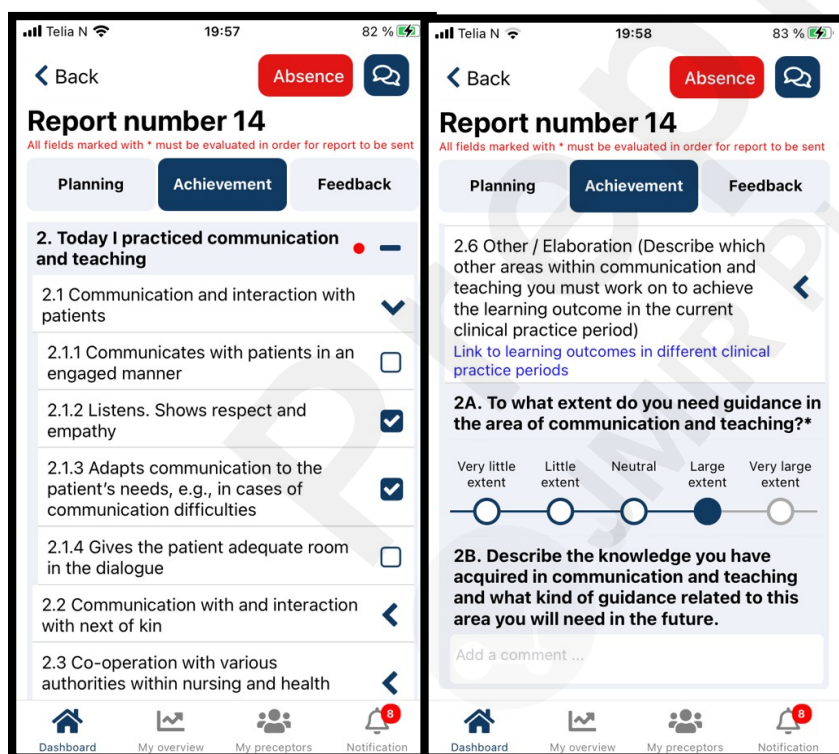 Telia N 19:57 82 %
Back Absence
Report number 14
All fields marked with * must be evaluated in order for report to be sent
Planning Achievement Feedback
2. Today I practiced communication
and teaching
2.1 Communication and interaction with
patients
2.1.1 Communicates with patients in an
engaged manner
2.1.2 Listens. Shows respect and
empathy
2.1.3 Adapts communication to the
patient's needs, e.g., in cases of
communication difficulties
2.1.4 Gives the patient adequate room
in the dialogue
2.2 Communication with and interaction
with next of kin
2.3 Co-operation with various
authorities within nursing and health
8
Dashboard My overview My preceptors Notification
Telia N 19:58 83 %
Back Absence
Report number 14
All fields marked with * must be evaluated in order for report to be sent
Planning Achievement Feedback
2.6 Other / Elaboration (Describe which
other areas within communication and
teaching you must work on to achieve
the learning outcome in the current
clinical practice period)
Link to learning outcomes in different clinical
practice periods
2A. To what extent do you need guidance in
the area of communication and teaching?*
Very little Little Neutral Large Very large
extent extent extent extent
2B. Describe the knowledge you have
acquired in communication and teaching
and what kind of guidance related to this
area you will need in the future.
Add a comment ...
8
Dashboard My overview My preceptors Notification